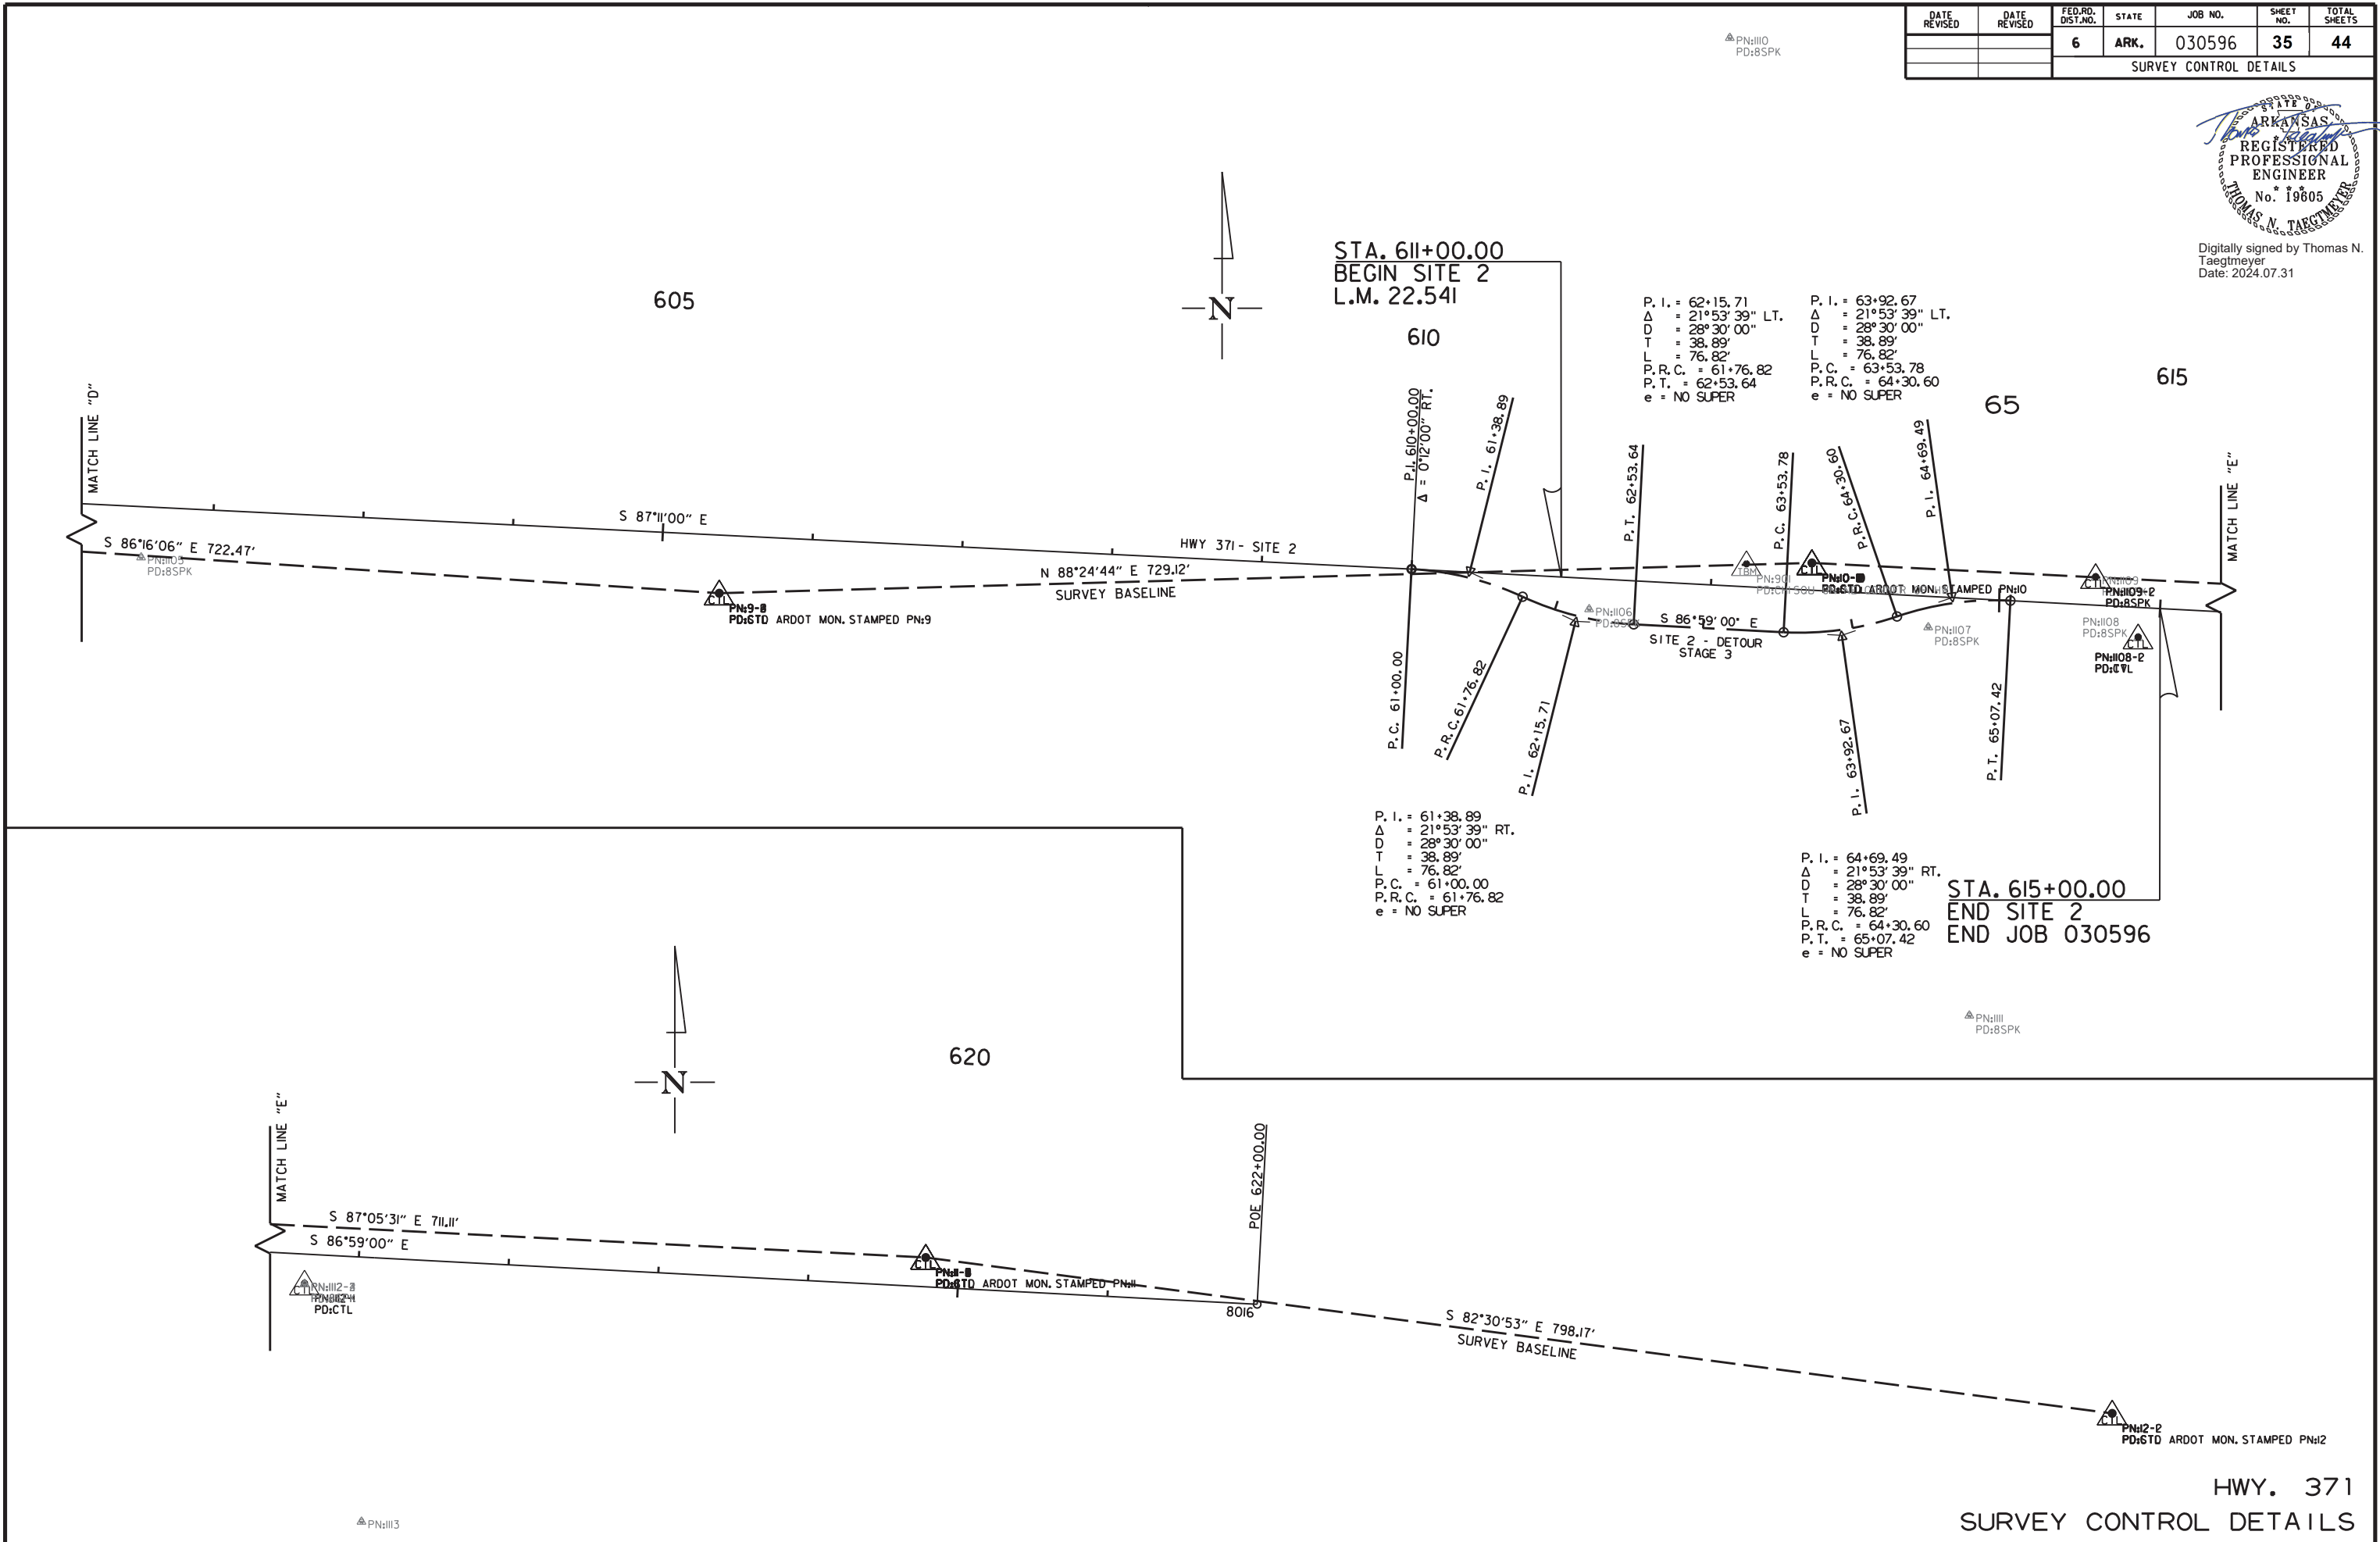 DATE REVISED
DATE REVISED
FED.RD. DIST.NO.
STATE
JOB NO.
SHEET NO.
TOTAL SHEETS
6
ARK.
030596
35
44
SURVEY CONTROL DETAILS
PN:1110
PD:8SPK
STATE OF
ARKANSAS
REGISTERED
PROFESSIONAL
ENGINEER
No. 19605
THOMAS N. TAEGTMEYER
Digitally signed by Thomas N.
Taegtmeyer
Date: 2024.07.31
605
N
STA. 611+00.00
BEGIN SITE 2
L.M. 22.541
610
P. I. = 62+15.71
Δ = 21°53'39" LT.
D = 28°30'00"
T = 38.89'
L = 76.82'
P.R.C. = 61+76.82
P.T. = 62+53.64
e = NO SUPER
P. I. = 63+92.67
Δ = 21°53'39" LT.
D = 28°30'00"
T = 38.89'
L = 76.82'
P.C. = 63+53.78
P.R.C. = 64+30.60
e = NO SUPER
615
65
MATCH LINE "D"
S 86°16'06" E 722.47'
PN:1105
PD:8SPK
S 87°11'00" E
CTL
PN:9-
PD: ARDOT MON. STAMPED PN:9
HWY 371- SITE 2
N 88°24'44" E 729.12'
SURVEY BASELINE
P.I. 610+00.00
Δ = 0°12'00" RT.
P. I. 61+38.89
P.T. 62+53.64
P.C. 63+53.78
P.R.C. 64+30.60
P.I. 64+69.49
MATCH LINE "E"
TBM
PN:901
CTL
PN:10-
ARDOT MON. STAMPED PN:10
PN:1106
S 86°59'00" E
SITE 2 - DETOUR
STAGE 3
PN:1107
PD:8SPK
CTL
PN:1109
PN:1109-2
PD:8SPK
PN:1108
PD:8SPK
CTL
PN:1108-
P.C. 61+00.00
P.R.C. 61+76.82
P. I. 62+15.71
P. I. 63+92.67
P.T. 65+07.42
P. I. = 61+38.89
Δ = 21°53'39" RT.
D = 28°30'00"
T = 38.89'
L = 76.82'
P.C. = 61+00.00
P.R.C. = 61+76.82
e = NO SUPER
P. I. = 64+69.49
Δ = 21°53'39" RT.
D = 28°30'00"
T = 38.89'
L = 76.82'
P.R.C. = 64+30.60
P.T. = 65+07.42
e = NO SUPER
STA. 615+00.00
END SITE 2
END JOB 030596
PN:1111
PD:8SPK
N
620
MATCH LINE "E"
S 87°05'31" E 711.11'
S 86°59'00" E
CTL
PD:CTL
CTL
ARDOT MON. STAMPED PN:11
POE 622+00.00
8016
S 82°30'53" E 798.17'
SURVEY BASELINE
CTL
PN:12-
ARDOT MON. STAMPED PN:12
PN:1113
HWY. 371
SURVEY CONTROL DETAILS